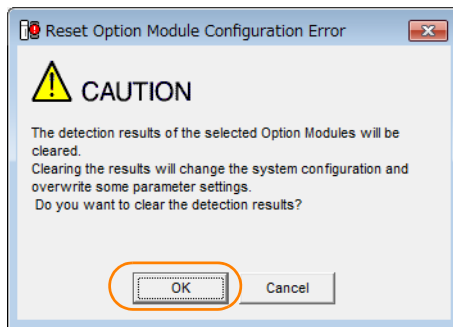 Reset Option Module Configuration Error
CAUTION
The detection results of the selected Option Modules will be
cleared.
Clearing the results will change the system configuration and
overwrite some parameter settings.
Do you want to clear the detection results?
OK
Cancel